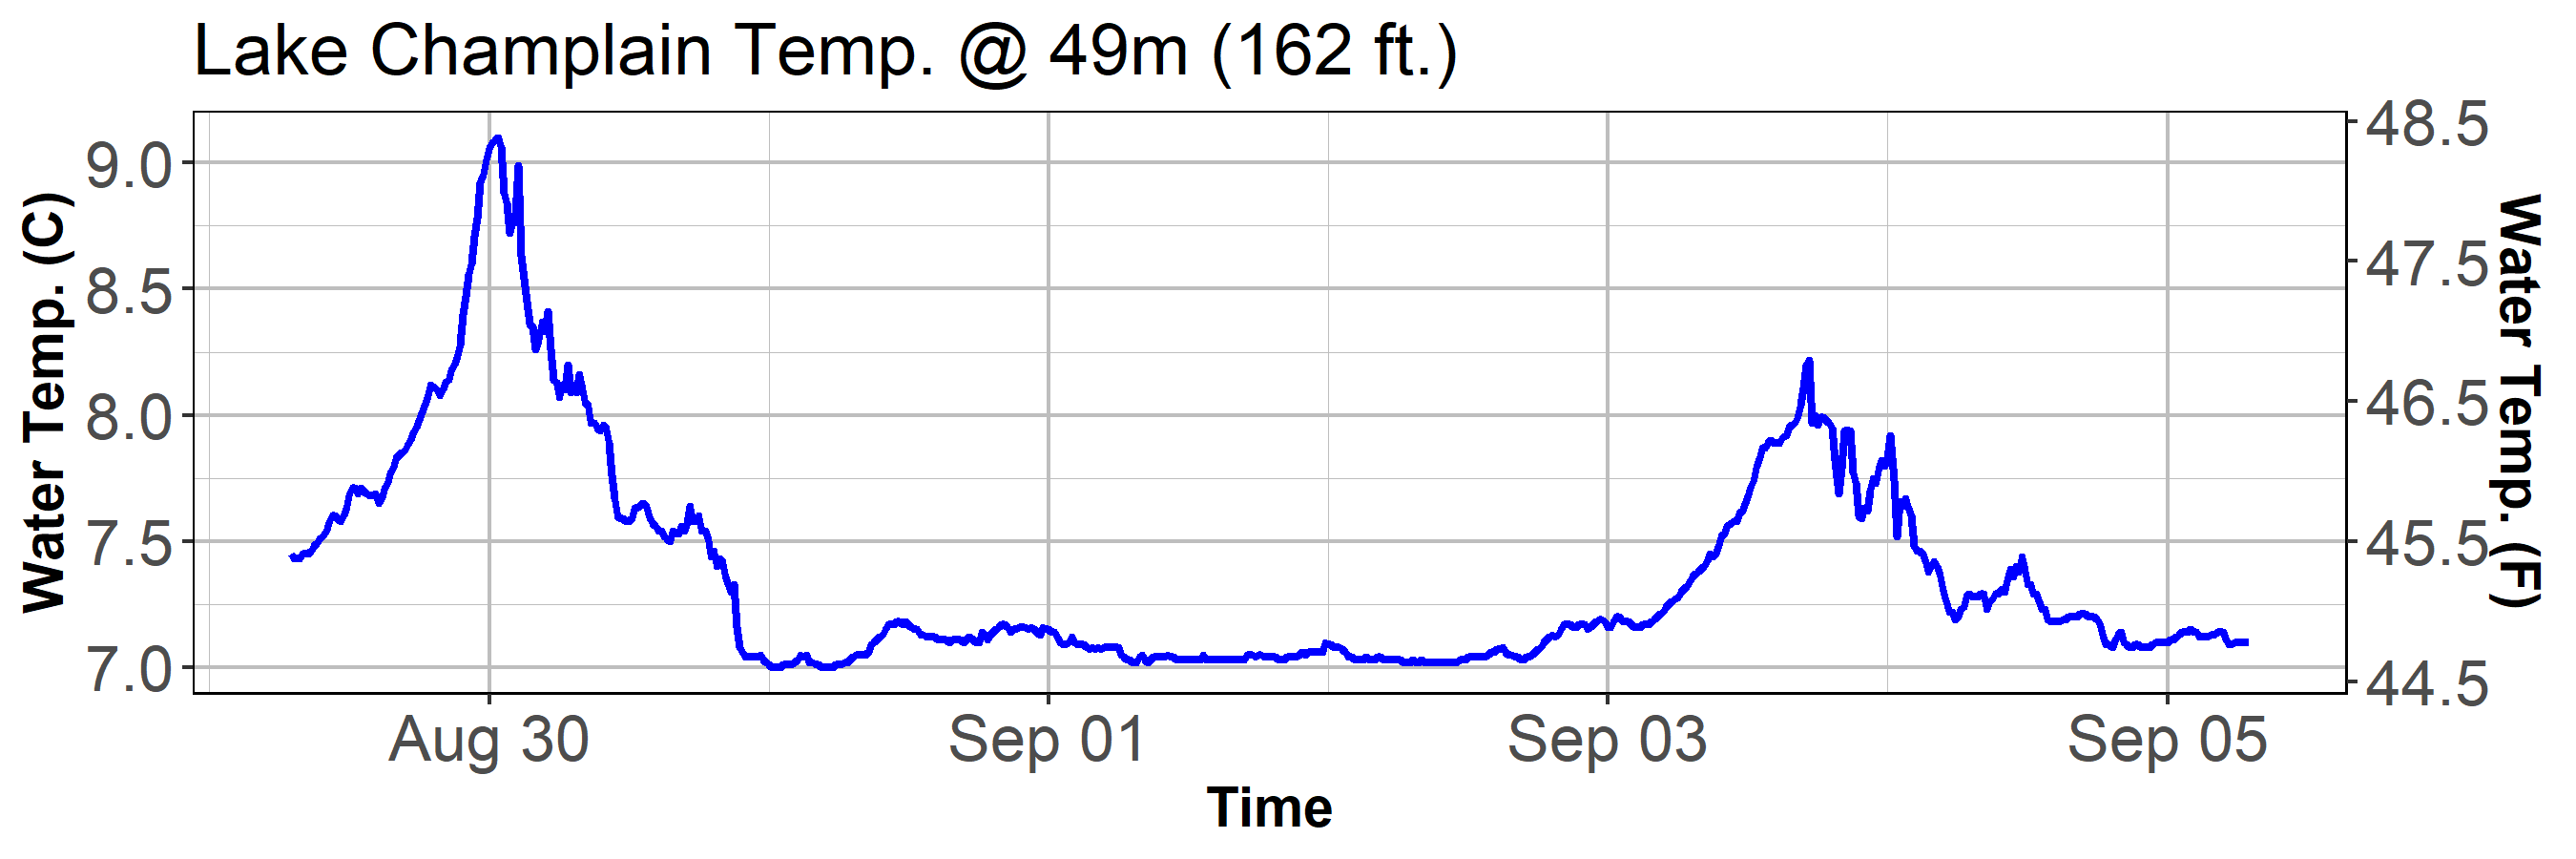 Lake Champlain Temp. @ 49m (162 ft.)
Water Temp. (C)
9.0
8.5
8.0
7.5
7.0
48.5
47.5
46.5
45.5
44.5
Water Temp. (F)
Aug 30
Sep 01
Sep 03
Sep 05
Time